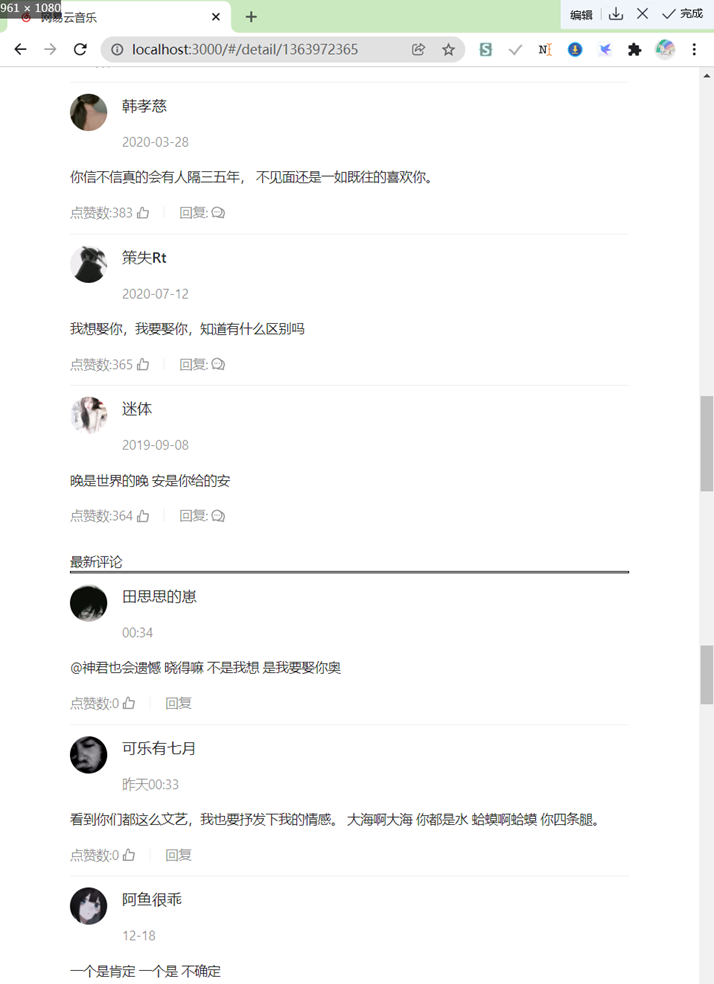 961 × 1080
网易云音乐
编辑
完成
localhost:3000/#/detail/1363972365
韩孝慈
2020-03-28
你信不信真的会有人隔三五年， 不见面还是一如既往的喜欢你。
点赞数:383 回复:
策失Rt
2020-07-12
我想娶你，我要娶你，知道有什么区别吗
点赞数:365 回复:
迷体
2019-09-08
晚是世界的晚 安是你给的安
点赞数:364 回复:
最新评论
田思思的崽
00:34
@神君也会遗憾 晓得嘛 不是我想 是我要娶你奥
点赞数:0 回复
可乐有七月
昨天00:33
看到你们都这么文艺，我也要抒发下我的情感。 大海啊大海 你都是水 蛤蟆啊蛤蟆 你四条腿。
点赞数:0 回复
阿鱼很乖
12-18
一个是肯定 一个是 不确定